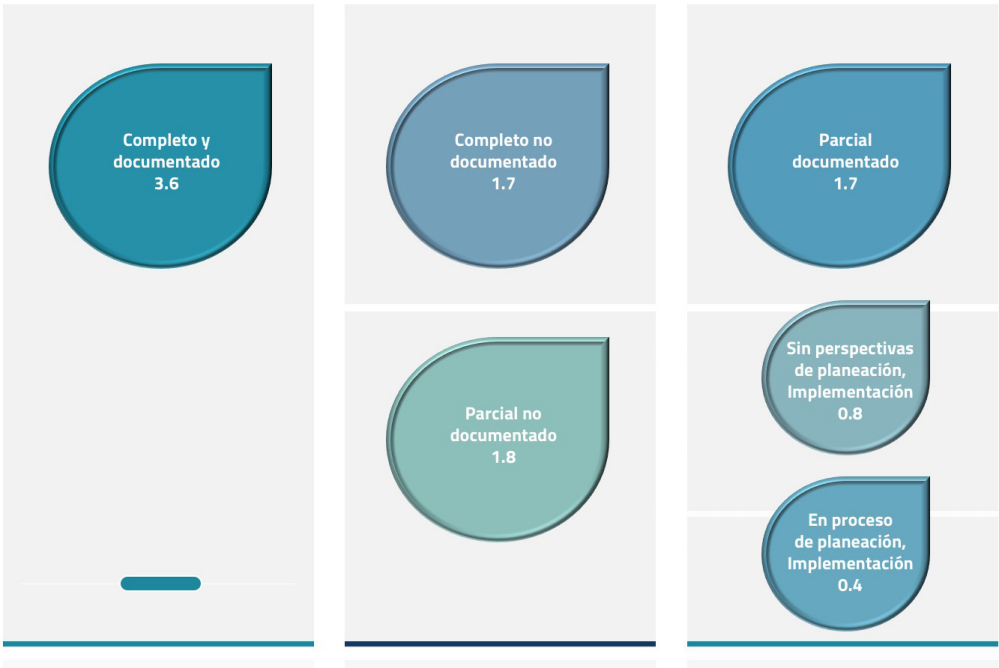 Completo y
documentado
3.6
Completo no
documentado
1.7
Parcial
documentado
1.7
Parcial no
documentado
1.8
Sin perspectivas
de planeación,
Implementación
0.8
En proceso
de planeación,
Implementación
0.4